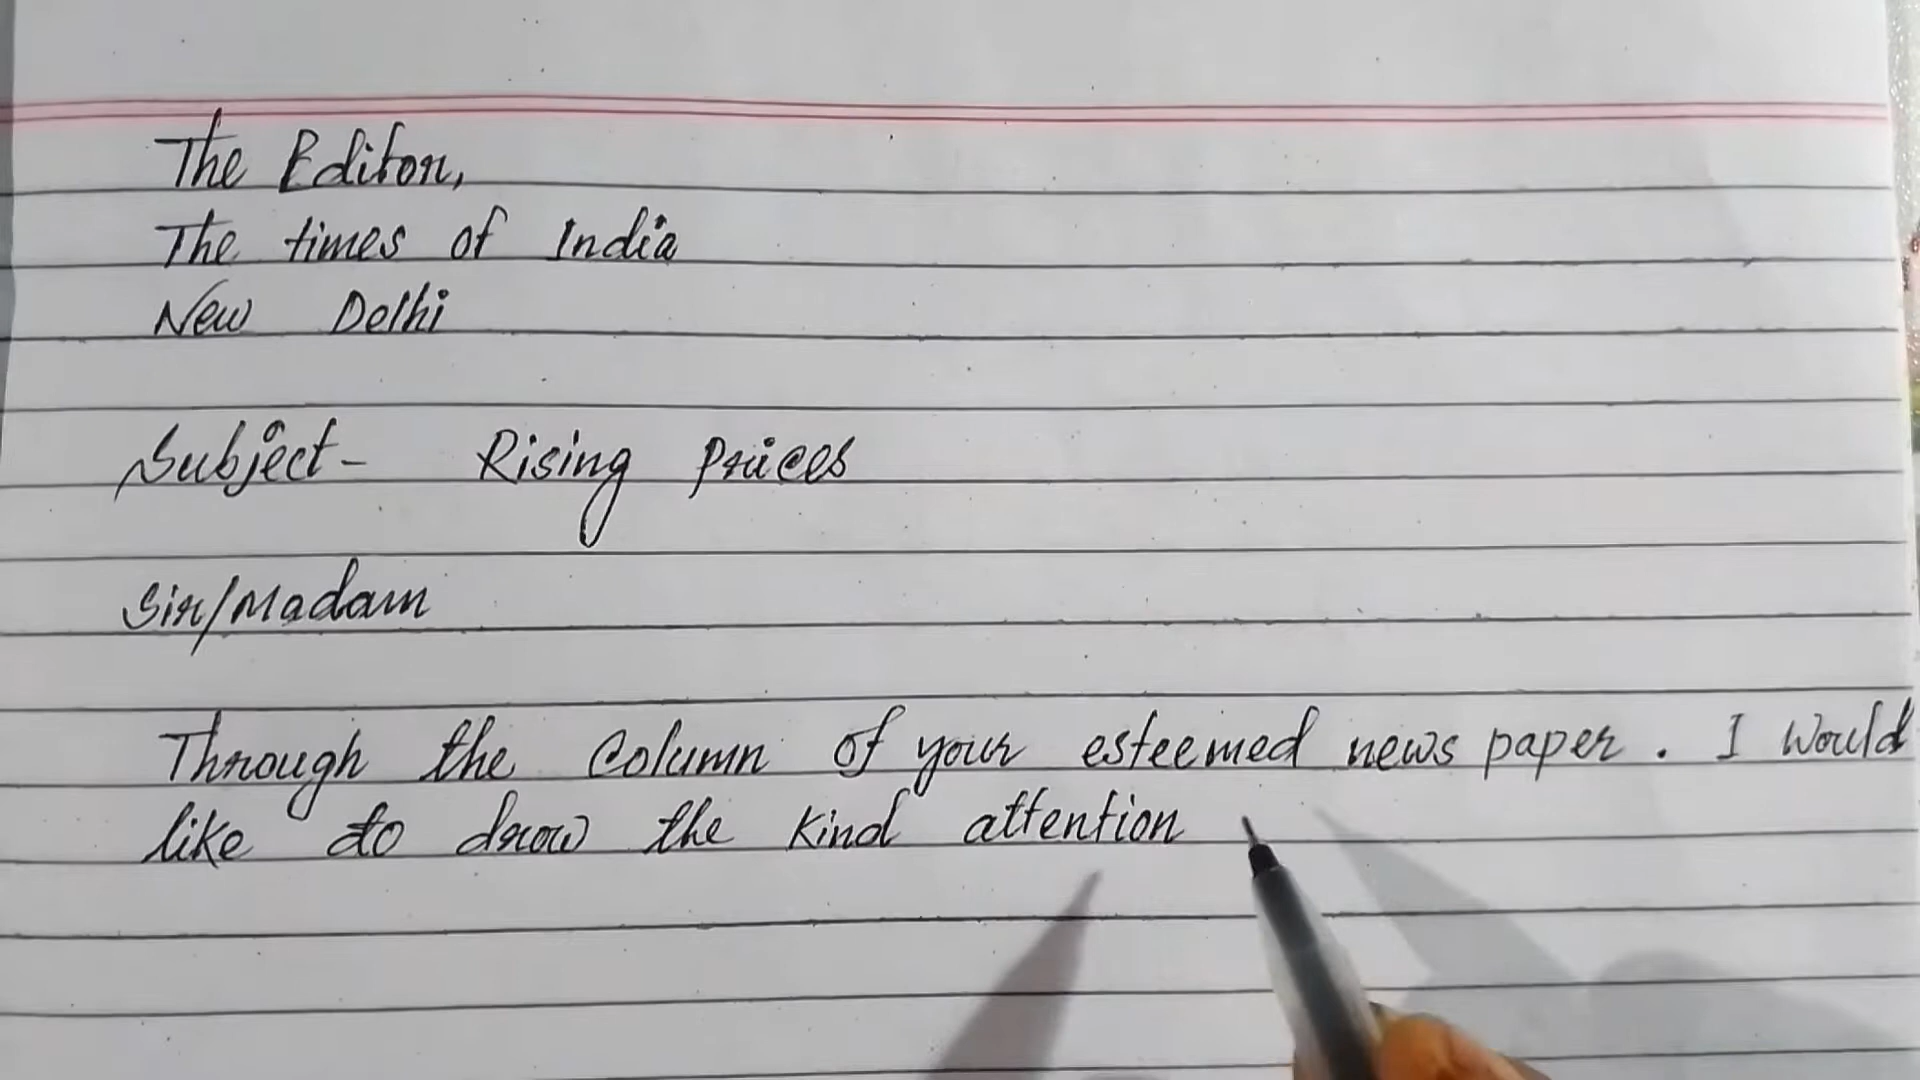 The Editor,
The times of India
New Delhi
Subject- Rising Prices
Sir/Madam
Through the Column of your esteemed news paper. I Would
like to draw the Kind attention